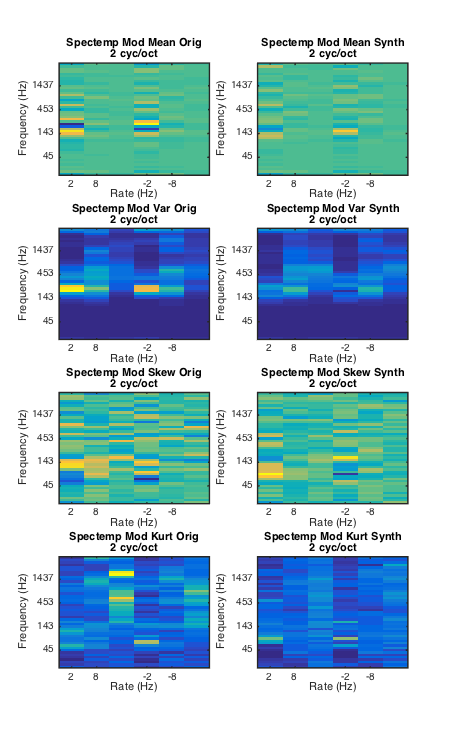 Spectemp Mod Mean Orig
2 cyc/oct
Frequency (Hz)
1437
453
143
45
2 8 -2 -8
Rate (Hz)
Spectemp Mod Mean Synth
2 cyc/oct
Frequency (Hz)
1437
453
143
45
2 8 -2 -8
Rate (Hz)
Spectemp Mod Var Orig
2 cyc/oct
Frequency (Hz)
1437
453
143
45
2 8 -2 -8
Rate (Hz)
Spectemp Mod Var Synth
2 cyc/oct
Frequency (Hz)
1437
453
143
45
2 8 -2 -8
Rate (Hz)
Spectemp Mod Skew Orig
2 cyc/oct
Frequency (Hz)
1437
453
143
45
2 8 -2 -8
Rate (Hz)
Spectemp Mod Skew Synth
2 cyc/oct
Frequency (Hz)
1437
453
143
45
2 8 -2 -8
Rate (Hz)
Spectemp Mod Kurt Orig
2 cyc/oct
Frequency (Hz)
1437
453
143
45
2 8 -2 -8
Rate (Hz)
Spectemp Mod Kurt Synth
2 cyc/oct
Frequency (Hz)
1437
453
143
45
2 8 -2 -8
Rate (Hz)